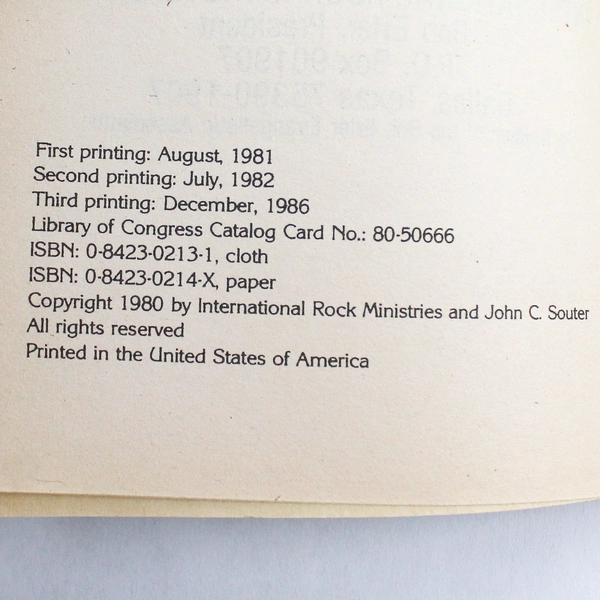 First printing: August, 1981
Second printing: July, 1982
Third printing: December, 1986
Library of Congress Catalog Card No.: 80-50666
ISBN: 0-8423-0213-1, cloth
ISBN: 0-8423-0214-X, paper
Copyright 1980 by International Rock Ministries and John C. Souter
All rights reserved
Printed in the United States of America